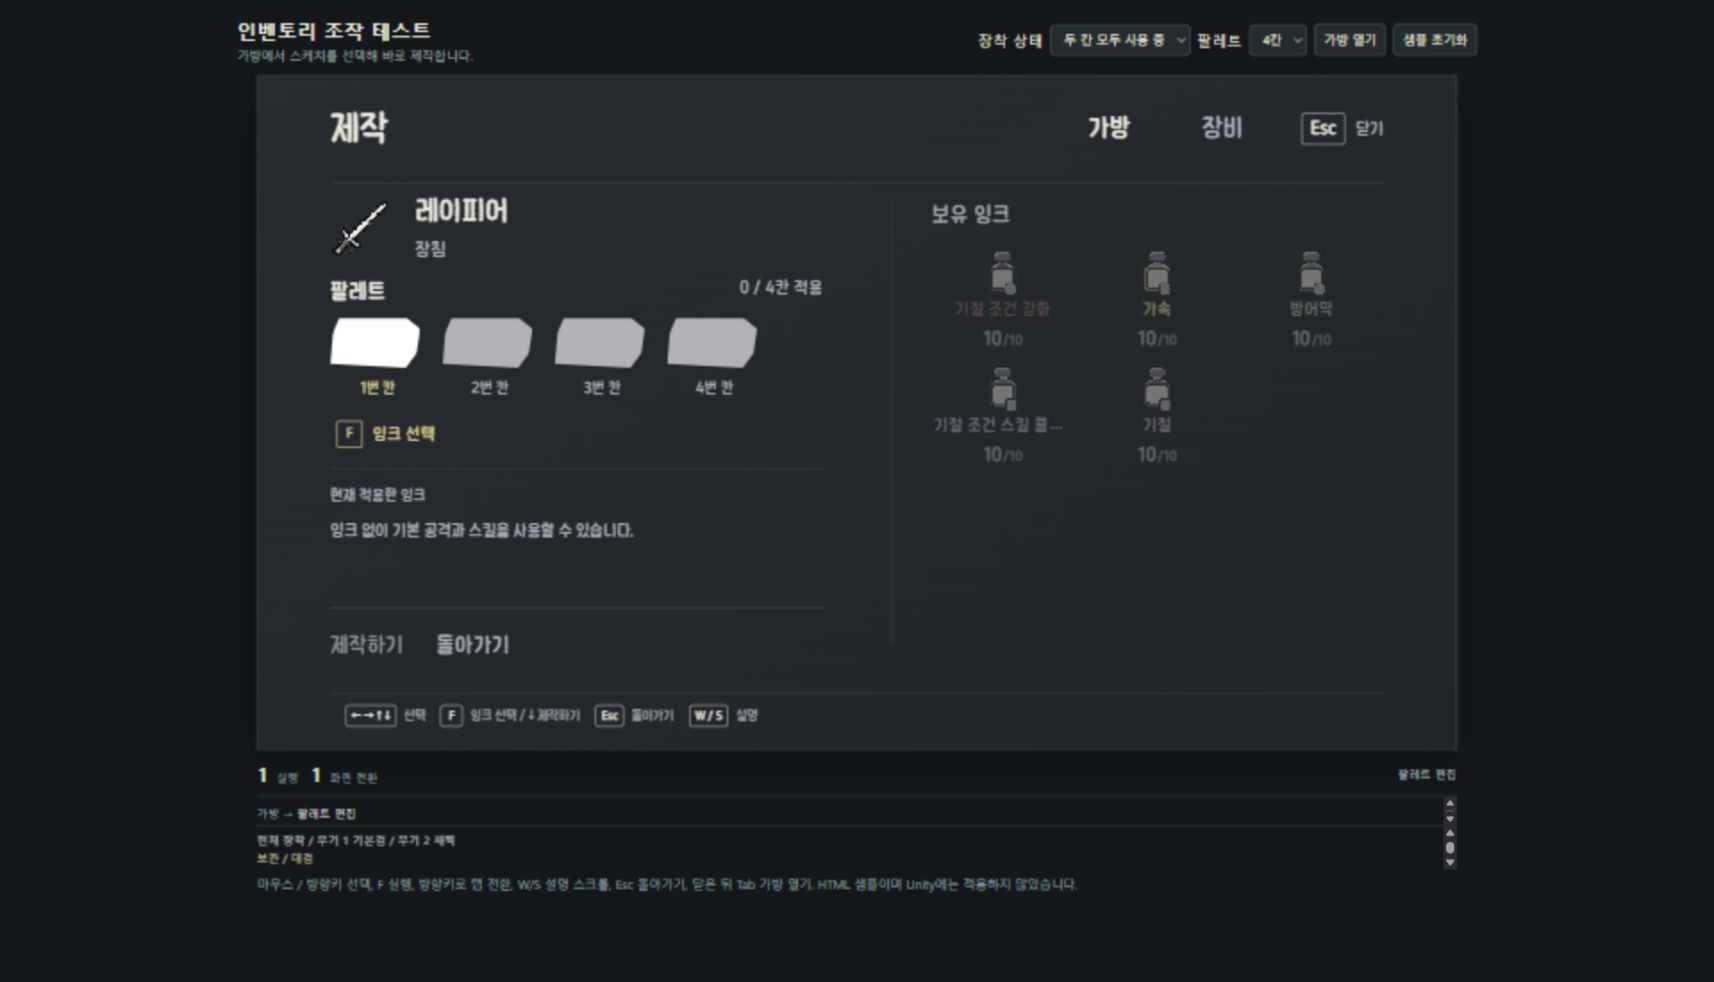 인벤토리 조작 테스트
가방에서 스케치를 선택해 바로 제작합니다.
장착 상태 두 칸 모두 사용 중 팔레트 4칸 가방 열기 샘플 초기화
제작
가방 장비 Esc 닫기
레이피어
장침
팔레트 0 / 4칸 적용
1번 칸 2번 칸 3번 칸 4번 칸
F 잉크 선택
현재 적용한 잉크
잉크 없이 기본 공격과 스킬을 사용할 수 있습니다.
제작하기 돌아가기
보유 잉크
기절 조건 강화 가속 방어막
10/10 10/10 10/10
기절 조건 스킬 쿨... 기절
10/10 10/10
←→↑↓ 선택 F 잉크 선택 / ↓ 제작하기 Esc 돌아가기 W/S 설명
1 실행 1 화면 전환 팔레트 편집
가방 → 팔레트 편집
현재 장착 / 무기 1 기본검 / 무기 2 채찍
보관 / 대검
마우스 / 방향키 선택, F 실행, 방향키로 탭 전환, W/S 설명 스크롤, Esc 돌아가기, 닫은 뒤 Tab 가방 열기. HTML 샘플이며 Unity에는 적용하지 않았습니다.